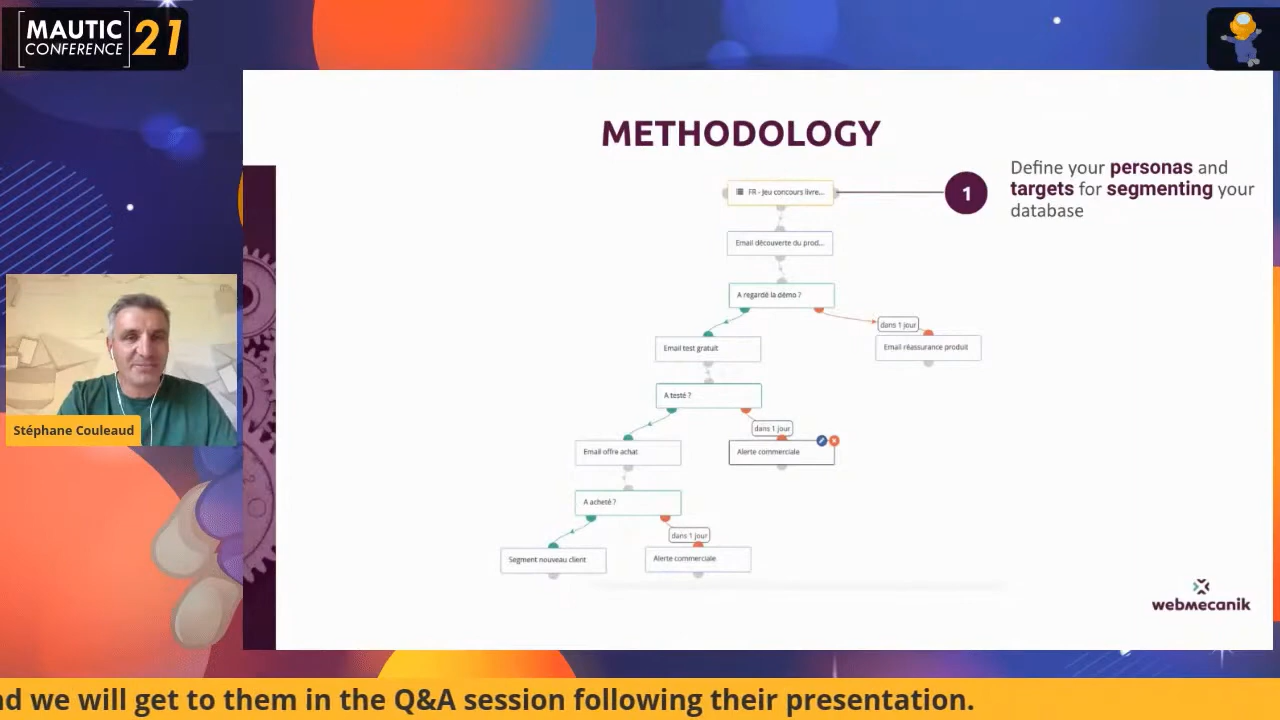 MAUTIC
CONFERENCE
21
METHODOLOGY
1
Define your personas and
targets for segmenting your
database
FR - Jeu concours livre...
Email découverte du prod...
A regardé la démo ?
dans 1 jour
Email test gratuit
Email réassurance produit
A testé ?
dans 1 jour
Email offre achat
Alerte commerciale
A acheté ?
dans 1 jour
Segment nouveau client
Alerte commerciale
Stéphane Couleaud
webmecanik
nd we will get to them in the Q&A session following their presentation.